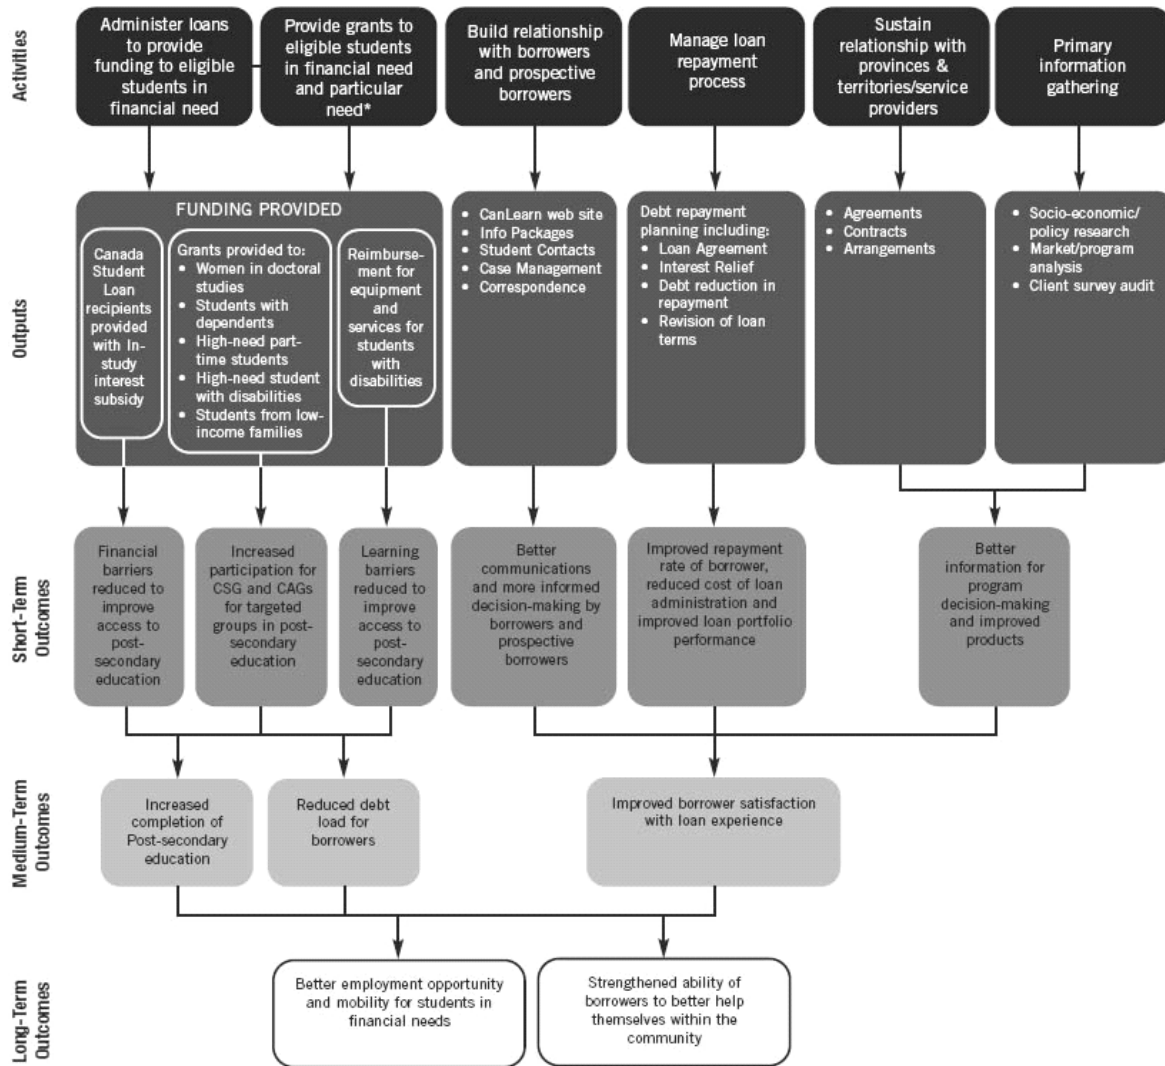 Activities
Administer loans
to provide
funding to eligible
students in
financial need
Provide grants to
eligible students
in financial need
and particular
need*
Build relationship
with borrowers
and prospective
borrowers
Manage loan
repayment
process
Sustain
relationship with
provinces &
territories/service
providers
Primary
information
gathering
Outputs
FUNDING PROVIDED
Canada
Student
Loan
recipients
provided
with In-
study
interest
subsidy
Grants provided to:
• Women in doctoral
studies
• Students with
dependents
• High-need part-
time students
• High-need student
with disabilities
• Students from low-
income families
Reimburse-
ment for
equipment
and
services for
students
with
disabilities
• CanLearn web site
• Info Packages
• Student Contacts
• Case Management
• Correspondence
Debt repayment
planning including:
• Loan Agreement
• Interest Relief
• Debt reduction in
repayment
• Revision of loan
terms
• Agreements
• Contracts
• Arrangements
• Socio-economic/
policy research
• Market/program
analysis
• Client survey audit
Short-Term
Outcomes
Financial
barriers
reduced to
improve
access to
post-
secondary
education
Increased
participation for
CSG and CAGs
for targeted
groups in post-
secondary
education
Learning
barriers
reduced to
improve
access to
post-
secondary
education
Better
communications
and more informed
decision-making by
borrowers and
prospective
borrowers
Improved repayment
rate of borrower,
reduced cost of loan
administration and
improved loan portfolio
performance
Better
information for
program
decision-making
and improved
products
Medium-Term
Outcomes
Increased
completion of
Post-secondary
education
Reduced debt
load for
borrowers
Improved borrower satisfaction
with loan experience
Long-Term
Outcomes
Better employment opportunity
and mobility for students in
financial needs
Strengthened ability of
borrowers to better help
themselves within the
community